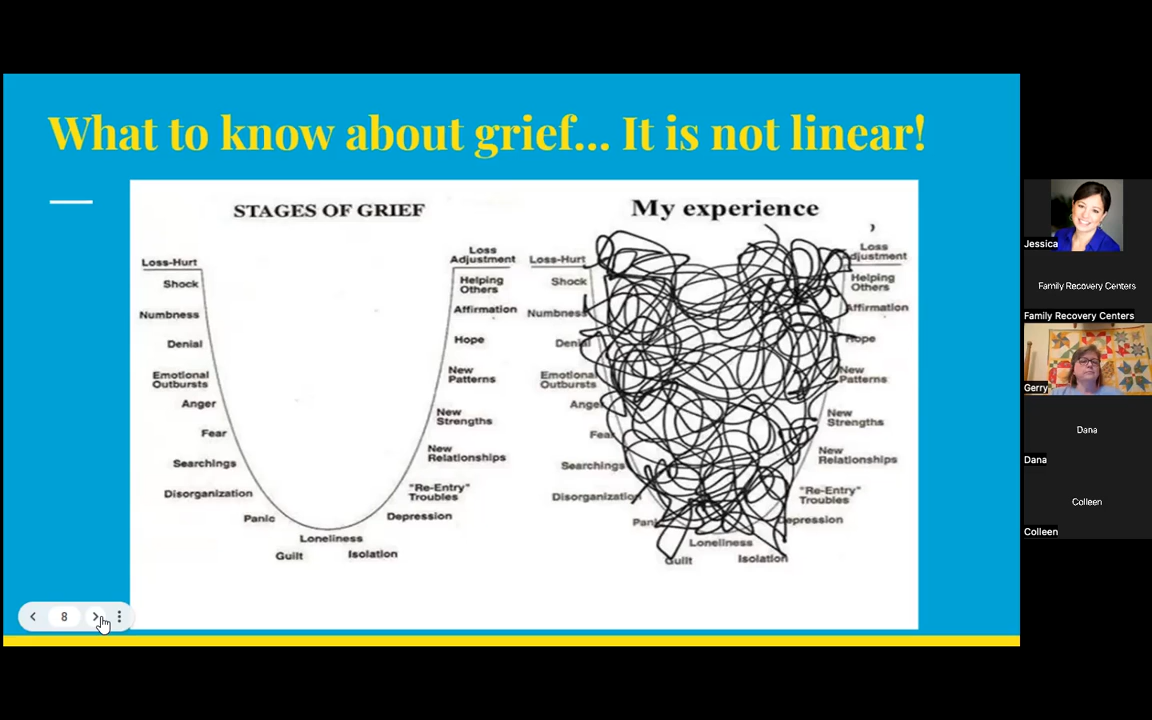 What to know about grief... It is not linear!
STAGES OF GRIEF
Loss-Hurt
Shock
Numbness
Denial
Emotional
Outbursts
Anger
Fear
Searchings
Disorganization
Panic
Guilt
Loneliness
Isolation
Depression
"Re-Entry"
Troubles
New
Relationships
New
Strengths
New
Patterns
Hope
Affirmation
Helping
Others
Loss
Adjustment
My experience
Loss-Hurt
Shock
Numbness
Denial
Emotional
Outbursts
Anger
Fear
Searchings
Disorganization
Panic
Guilt
Loneliness
Isolation
Depression
"Re-Entry"
Troubles
New
Relationships
New
Strengths
New
Patterns
Hope
Affirmation
Helping
Others
Loss
Adjustment
8
Jessica
Family Recovery Centers
Family Recovery Centers
Gerry
Dana
Dana
Colleen
Colleen